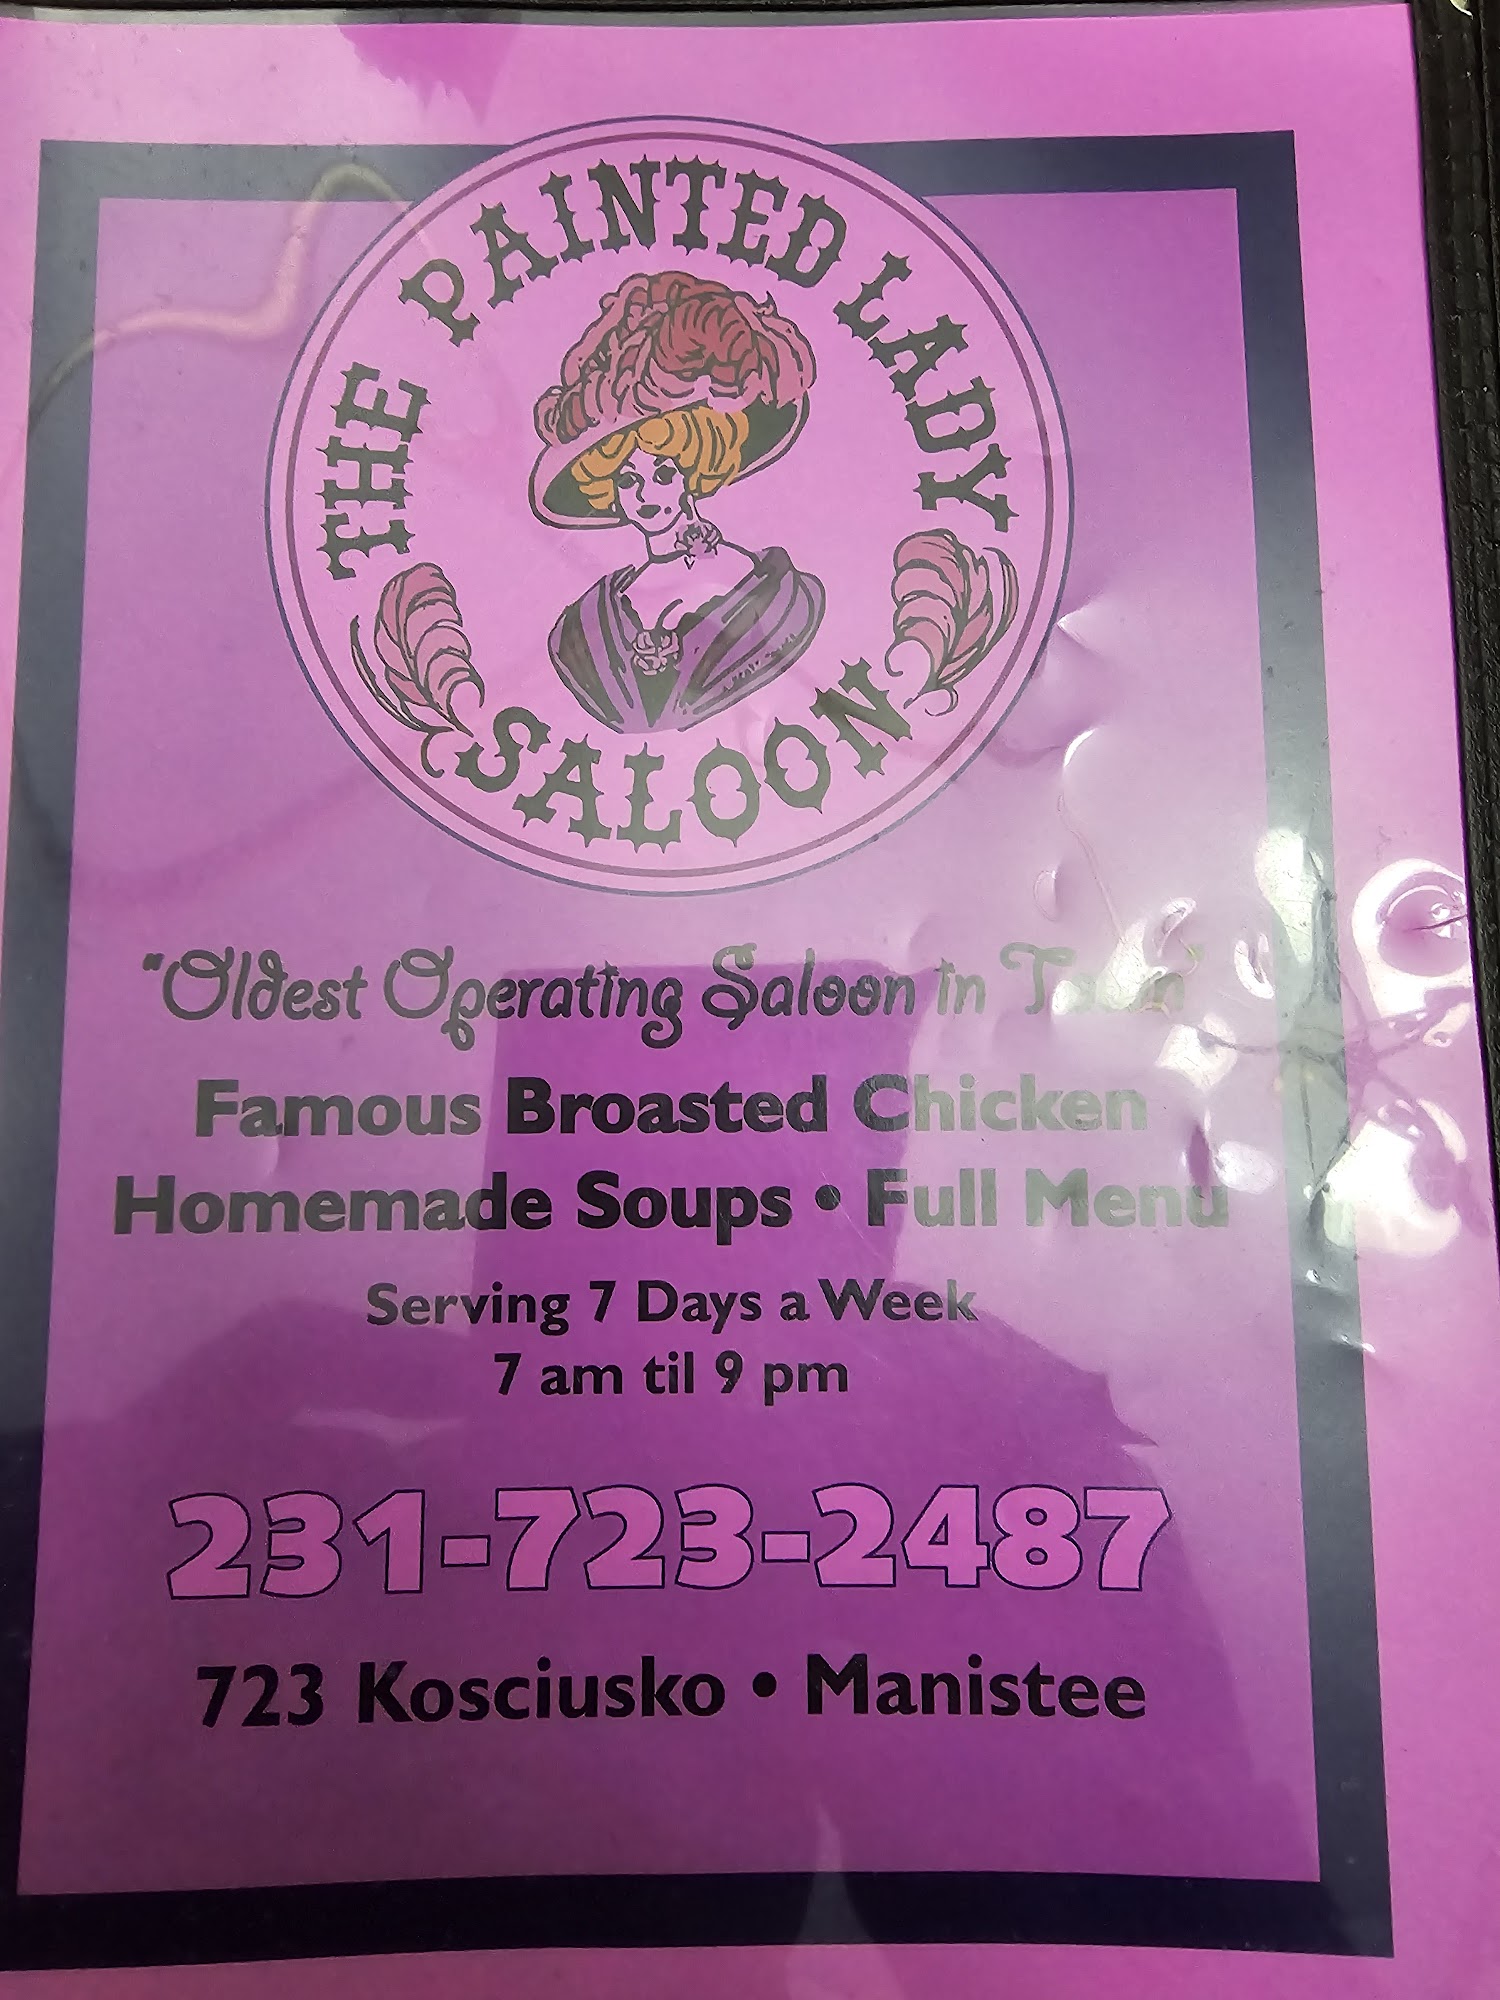 THE PAINTED LADY
SALOON
"Oldest Operating Saloon in Town"
Famous Broasted Chicken
Homemade Soups • Full Menu
Serving 7 Days a Week
7 am til 9 pm
231-723-2487
723 Kosciusko • Manistee